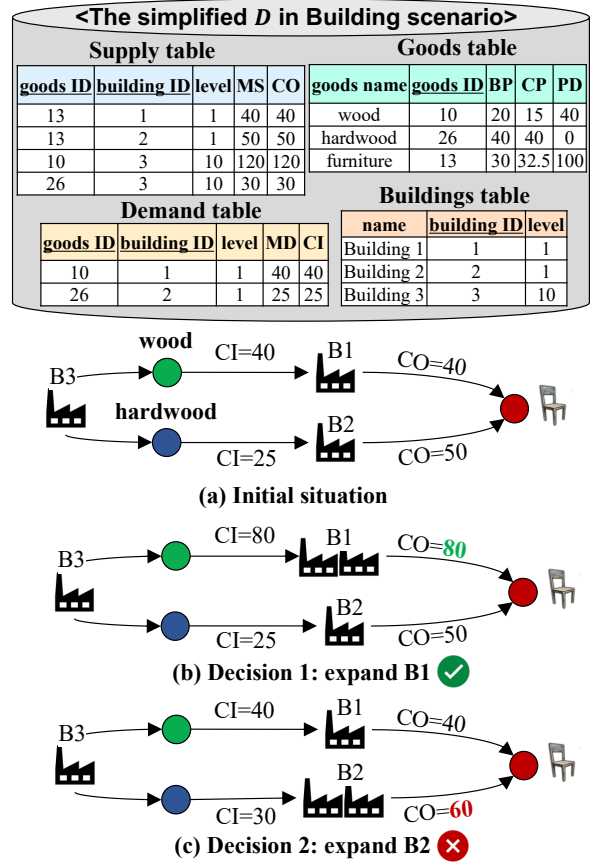 <The simplified D in Building scenario>
Supply table
goods ID building ID level MS CO
13 1 1 40 40
13 2 1 50 50
10 3 10 120 120
26 3 10 30 30
Goods table
goods name goods ID BP CP PD
wood 10 20 15 40
hardwood 26 40 40 0
furniture 13 30 32.5 100
Demand table
goods ID building ID level MD CI
10 1 1 40 40
26 2 1 25 25
Buildings table
name building ID level
Building 1 1 1
Building 2 2 1
Building 3 3 10
wood
CI=40
B1
CO=40
B3
hardwood
CI=25
B2
CO=50
(a) Initial situation
B3
CI=80
B1
CO=80
CI=25
B2
CO=50
(b) Decision 1: expand B1
B3
CI=40
B1
CO=40
CI=30
B2
CO=60
(c) Decision 2: expand B2